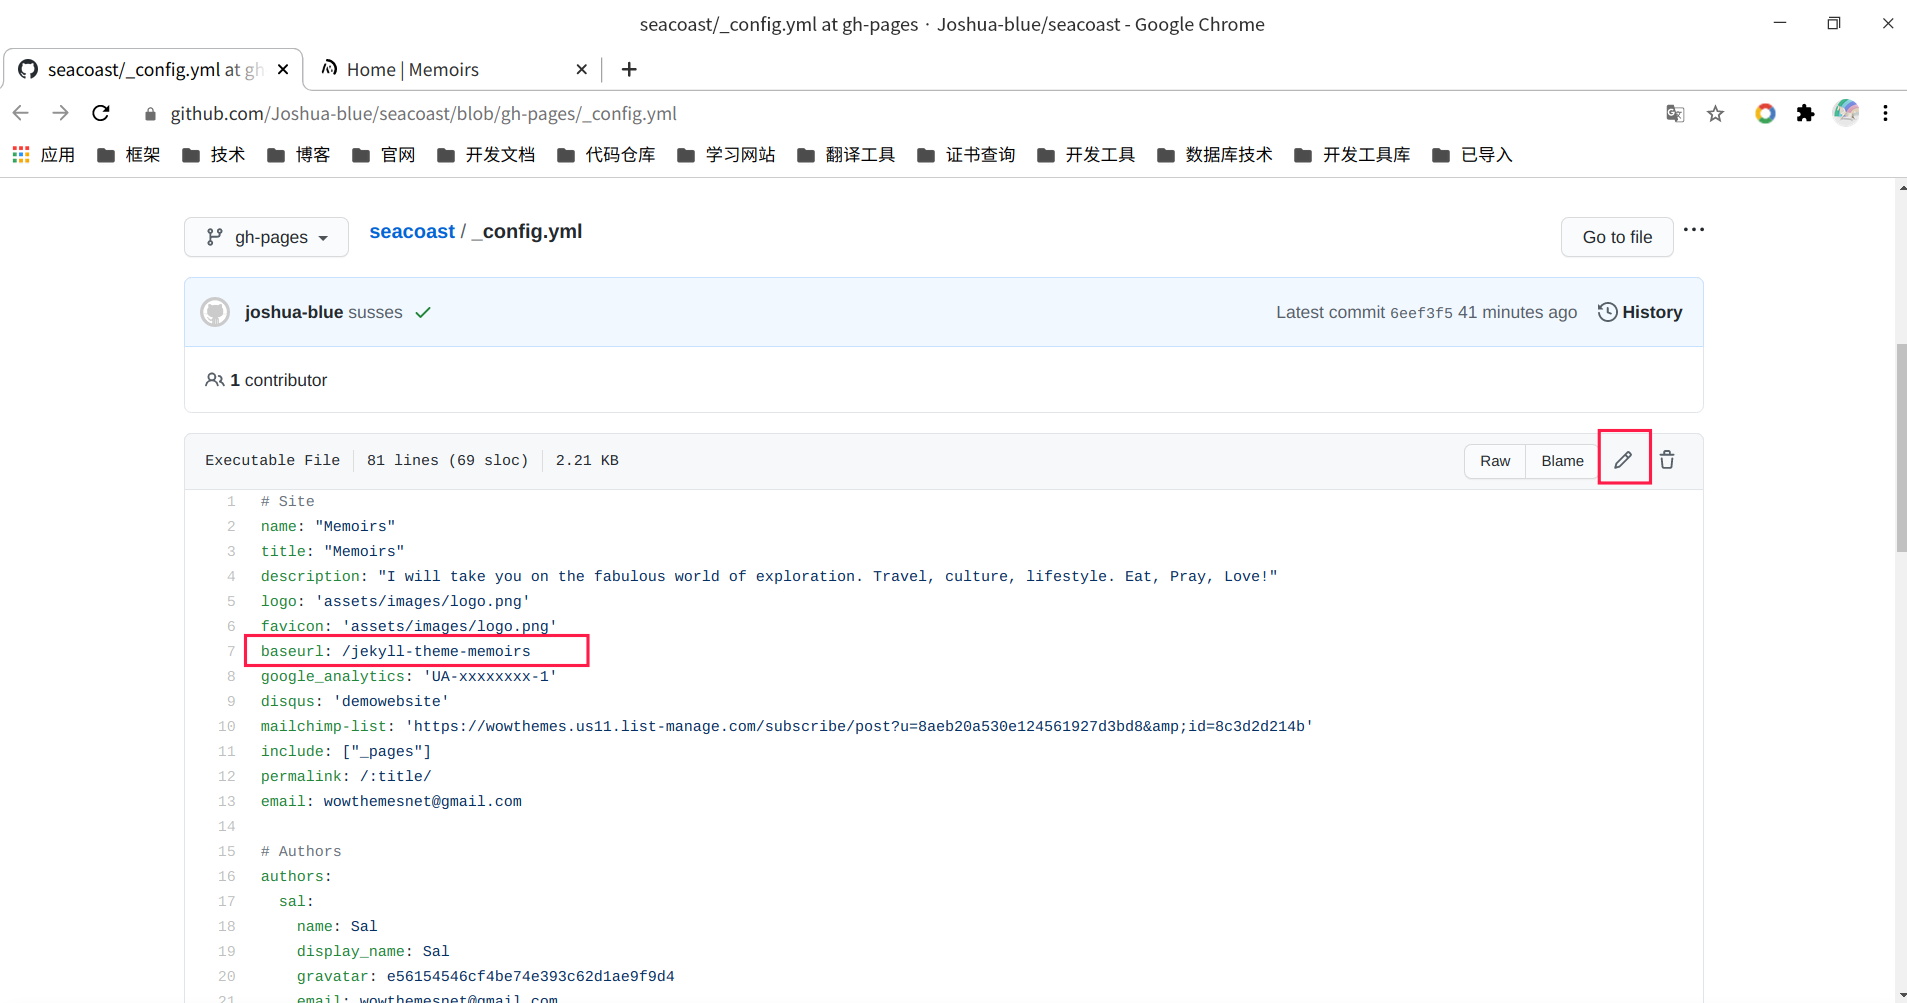 seacoast/_config.yml at gh-pages · Joshua-blue/seacoast - Google Chrome
seacoast/_config.yml at gh
Home | Memoirs
github.com/Joshua-blue/seacoast/blob/gh-pages/_config.yml
应用 框架 技术 博客 官网 开发文档 代码仓库 学习网站 翻译工具 证书查询 开发工具 数据库技术 开发工具库 已导入
gh-pages seacoast / _config.yml Go to file ...
joshua-blue susses Latest commit 6eef3f5 41 minutes ago History
1 contributor
Executable File 81 lines (69 sloc) 2.21 KB Raw Blame
1 # Site
2 name: "Memoirs"
3 title: "Memoirs"
4 description: "I will take you on the fabulous world of exploration. Travel, culture, lifestyle. Eat, Pray, Love!"
5 logo: 'assets/images/logo.png'
6 favicon: 'assets/images/logo.png'
7 baseurl: /jekyll-theme-memoirs
8 google_analytics: 'UA-xxxxxxxx-1'
9 disqus: 'demowebsite'
10 mailchimp-list: 'https://wowthemes.us11.list-manage.com/subscribe/post?u=8aeb20a530e124561927d3bd8&amp;id=8c3d2d214b'
11 include: ["_pages"]
12 permalink: /:title/
13 email: wowthemesnet@gmail.com
14
15 # Authors
16 authors:
17 sal:
18 name: Sal
19 display_name: Sal
20 gravatar: e56154546cf4be74e393c62d1ae9f9d4
21 email: wowthemesnet@gmail.com